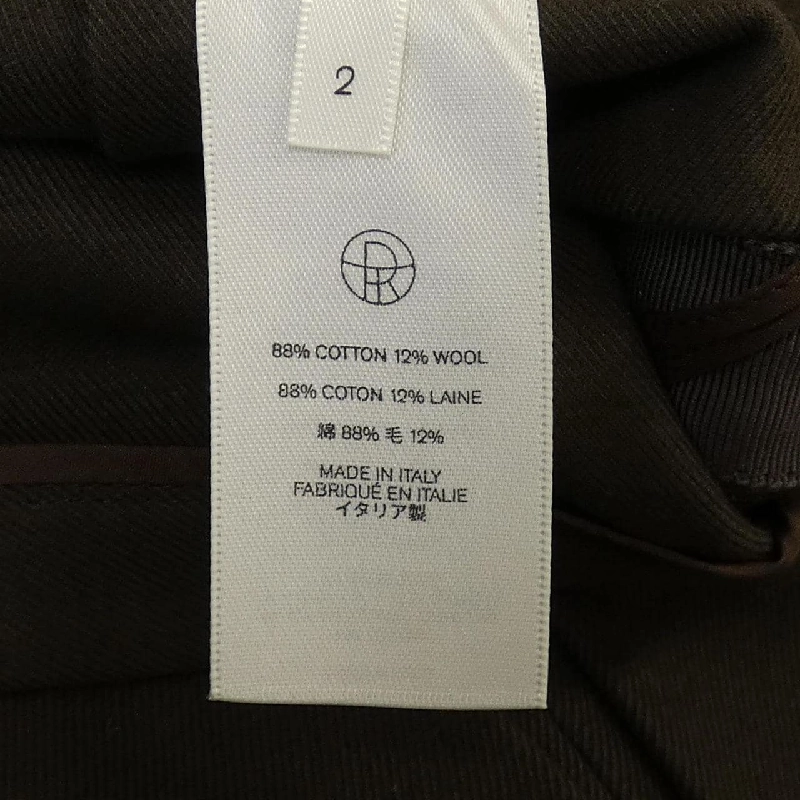 2
88% COTTON 12% WOOL
88% COTON 12% LAINE
綿 88% 毛 12%
MADE IN ITALY
FABRIQUÉ EN ITALIE
イタリア製